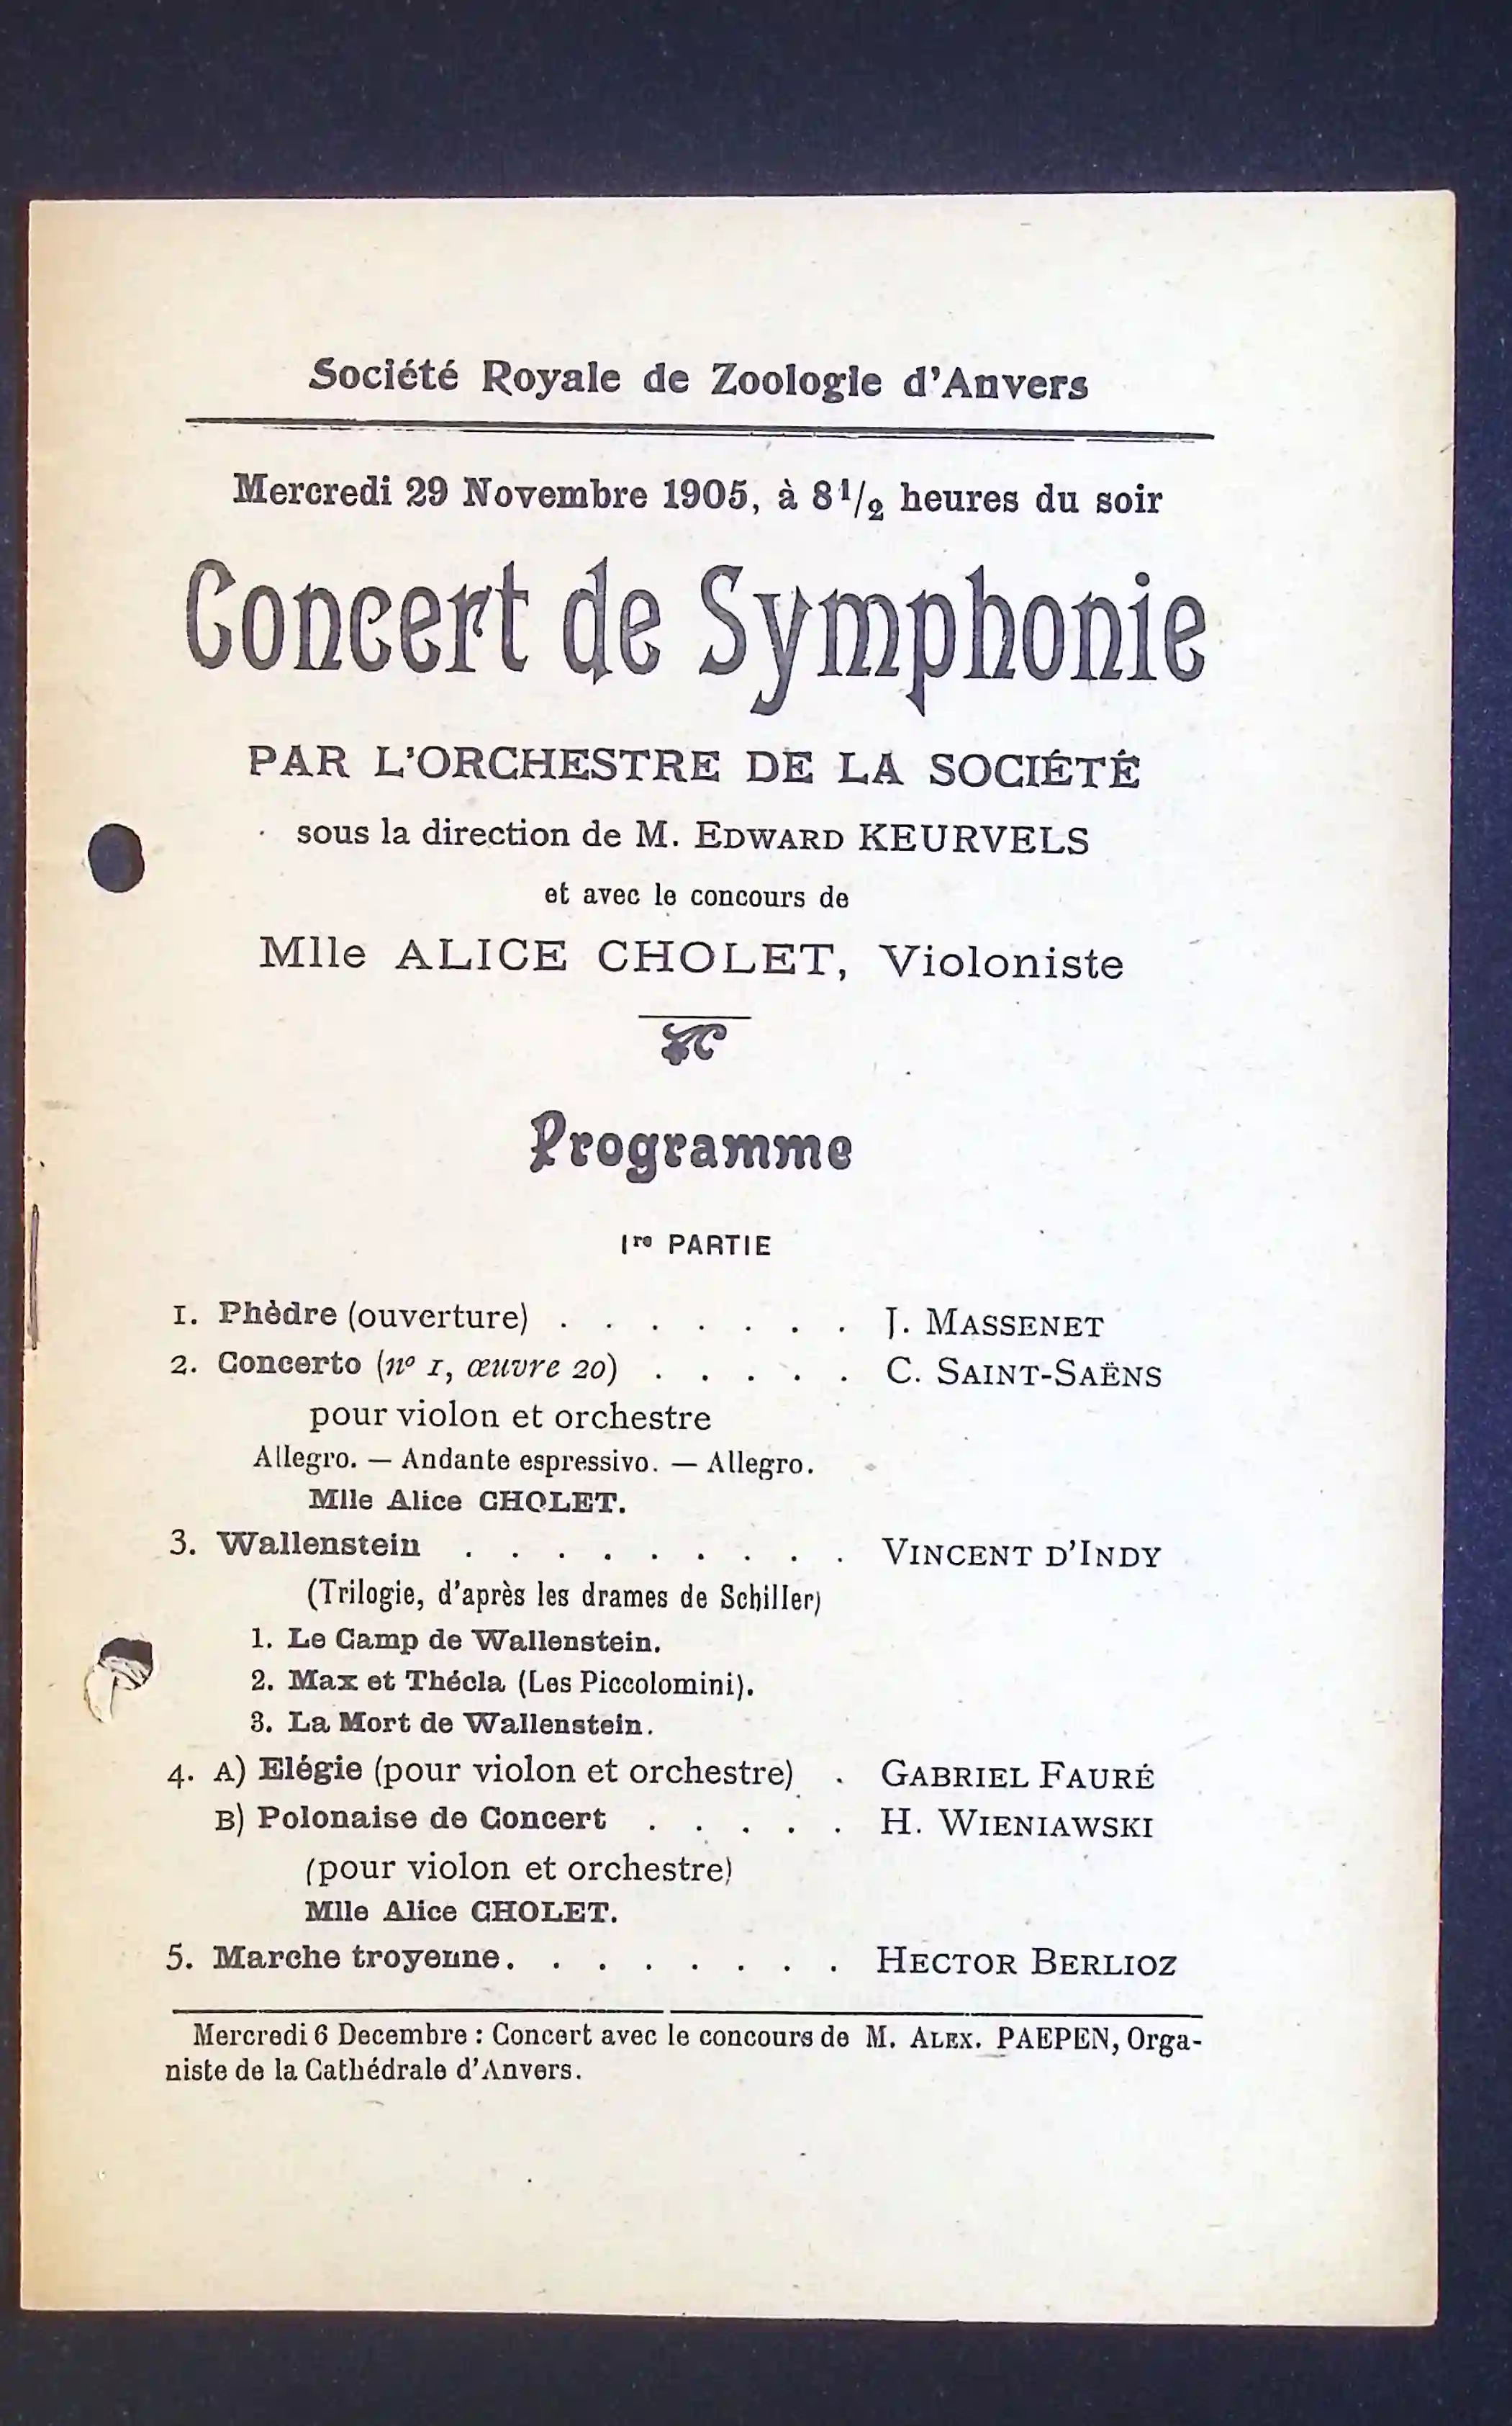 Société Royale de Zoologie d'Anvers
Mercredi 29 Novembre 1905, à 8 1/2 heures du soir
Concert de Symphonie
PAR L'ORCHESTRE DE LA SOCIÉTÉ
sous la direction de M. EDWARD KEURVELS
et avec le concours de
Mlle ALICE CHOLET, Violoniste
Programme
Ire PARTIE
1. Phèdre (ouverture) . . . . . . . J. MASSENET
2. Concerto (no 1, œuvre 20) . . . . . C. SAINT-SAËNS
pour violon et orchestre
Allegro. — Andante espressivo. — Allegro.
Mlle Alice CHOLET.
3. Wallenstein . . . . . . . . . VINCENT D'INDY
(Trilogie, d'après les drames de Schiller)
1. Le Camp de Wallenstein.
2. Max et Thécla (Les Piccolomini).
3. La Mort de Wallenstein.
4. A) Elégie (pour violon et orchestre) . GABRIEL FAURÉ
B) Polonaise de Concert . . . . . H. WIENIAWSKI
(pour violon et orchestre)
Mlle Alice CHOLET.
5. Marche troyenne. . . . . . . . HECTOR BERLIOZ
Mercredi 6 Decembre : Concert avec le concours de M. ALEX. PAEPEN, Orga-
niste de la Cathédrale d'Anvers.